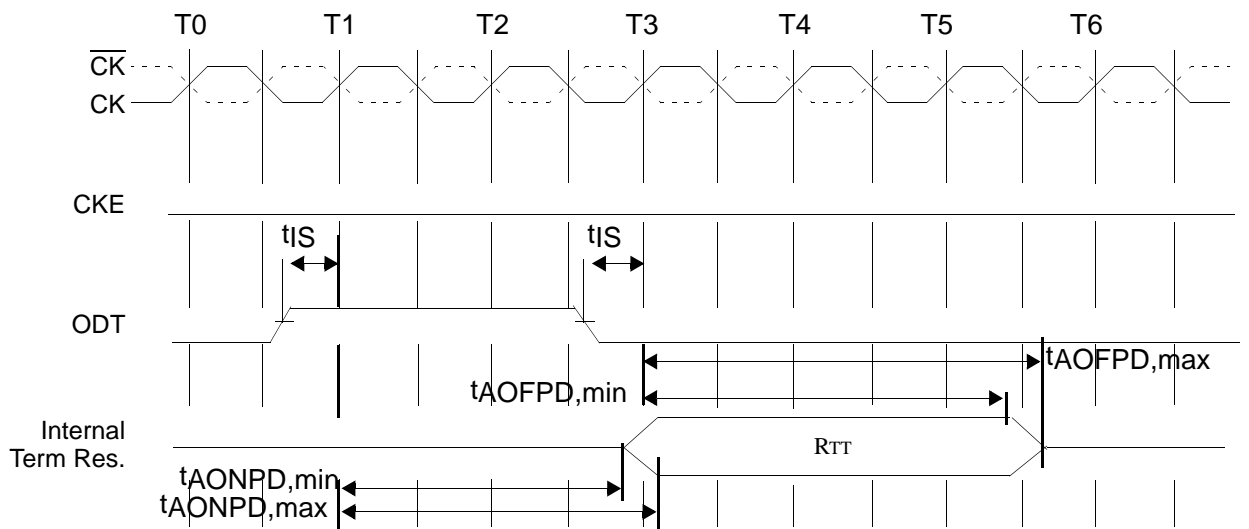 T0 T1 T2 T3 T4 T5 T6
CK
CK
CKE
tIS tIS
ODT
tAOFPD,max
tAOFPD,min
Internal
Term Res.
RTT
tAONPD,min
tAONPD,max